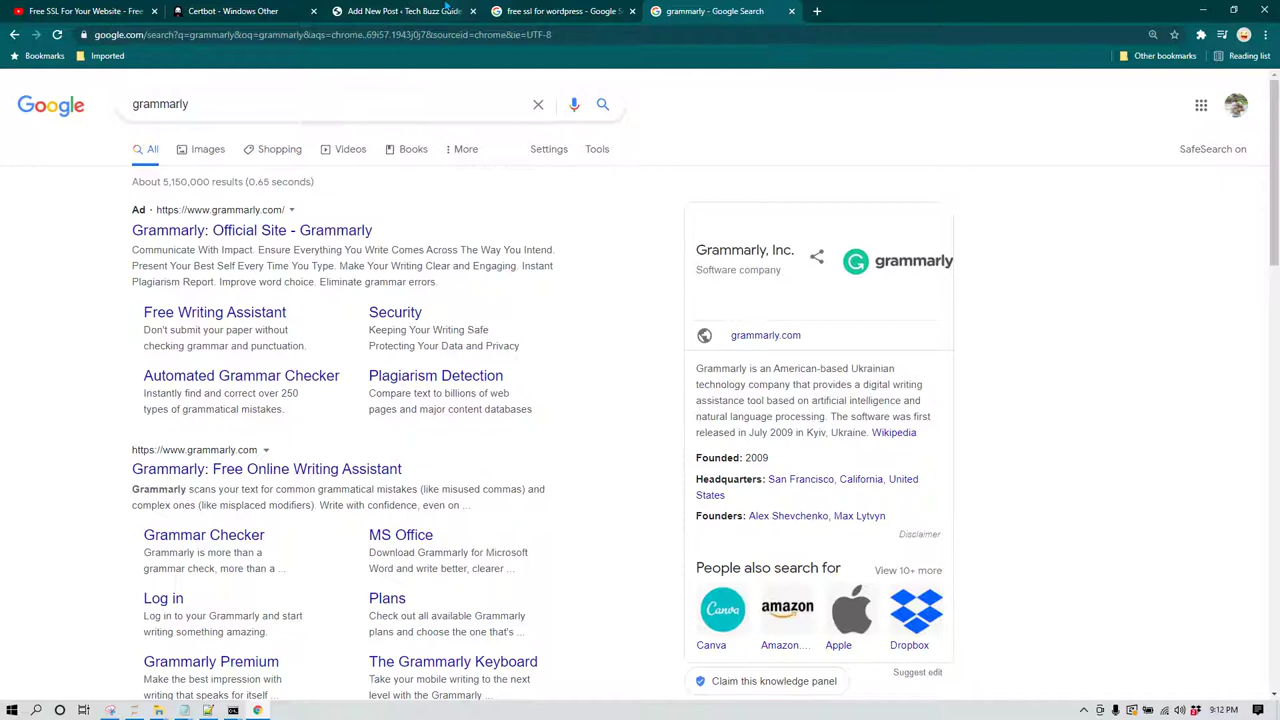 Free SSL For Your Website - Free
Certbot - Windows Other
Add New Post ‹ Tech Buzz Guide
free ssl for wordpress - Google S
grammarly - Google Search
google.com/search?q=grammarly&oq=grammarly&aqs=chrome..69i57.1943j0j7&sourceid=chrome&ie=UTF-8
Bookmarks
Imported
Other bookmarks
Reading list
Google
grammarly
All
Images
Shopping
Videos
Books
More
Settings
Tools
SafeSearch on
About 5,150,000 results (0.65 seconds)
Ad · https://www.grammarly.com/
Grammarly: Official Site - Grammarly
Communicate With Impact. Ensure Everything You Write Comes Across The Way You Intend.
Present Your Best Self Every Time You Type. Make Your Writing Clear and Engaging. Instant
Plagiarism Report. Improve word choice. Eliminate grammar errors.
Free Writing Assistant
Don't submit your paper without
checking grammar and punctuation.
Security
Keeping Your Writing Safe
Protecting Your Data and Privacy
Automated Grammar Checker
Instantly find and correct over 250
types of grammatical mistakes.
Plagiarism Detection
Compare text to billions of web
pages and major content databases
https://www.grammarly.com
Grammarly: Free Online Writing Assistant
Grammarly scans your text for common grammatical mistakes (like misused commas) and
complex ones (like misplaced modifiers). Write with confidence, even on ...
Grammar Checker
Grammarly is more than a
grammar check, more than a ...
MS Office
Download Grammarly for Microsoft
Word and write better, clearer ...
Log in
Log in to your Grammarly and start
writing something amazing.
Plans
Check out all available Grammarly
plans and choose the one that's ...
Grammarly Premium
Make the best impression with
writing that speaks for itself ...
The Grammarly Keyboard
Take your mobile writing to the next
level with the Grammarly ...
Grammarly, Inc.
Software company
grammarly
grammarly.com
Grammarly is an American-based Ukrainian
technology company that provides a digital writing
assistance tool based on artificial intelligence and
natural language processing. The software was first
released in July 2009 in Kyiv, Ukraine. Wikipedia
Founded: 2009
Headquarters: San Francisco, California, United
States
Founders: Alex Shevchenko, Max Lytvyn
Disclaimer
People also search for
View 10+ more
Canva
amazon
Canva
Amazon....
Apple
Dropbox
Suggest edit
Claim this knowledge panel
9:12 PM